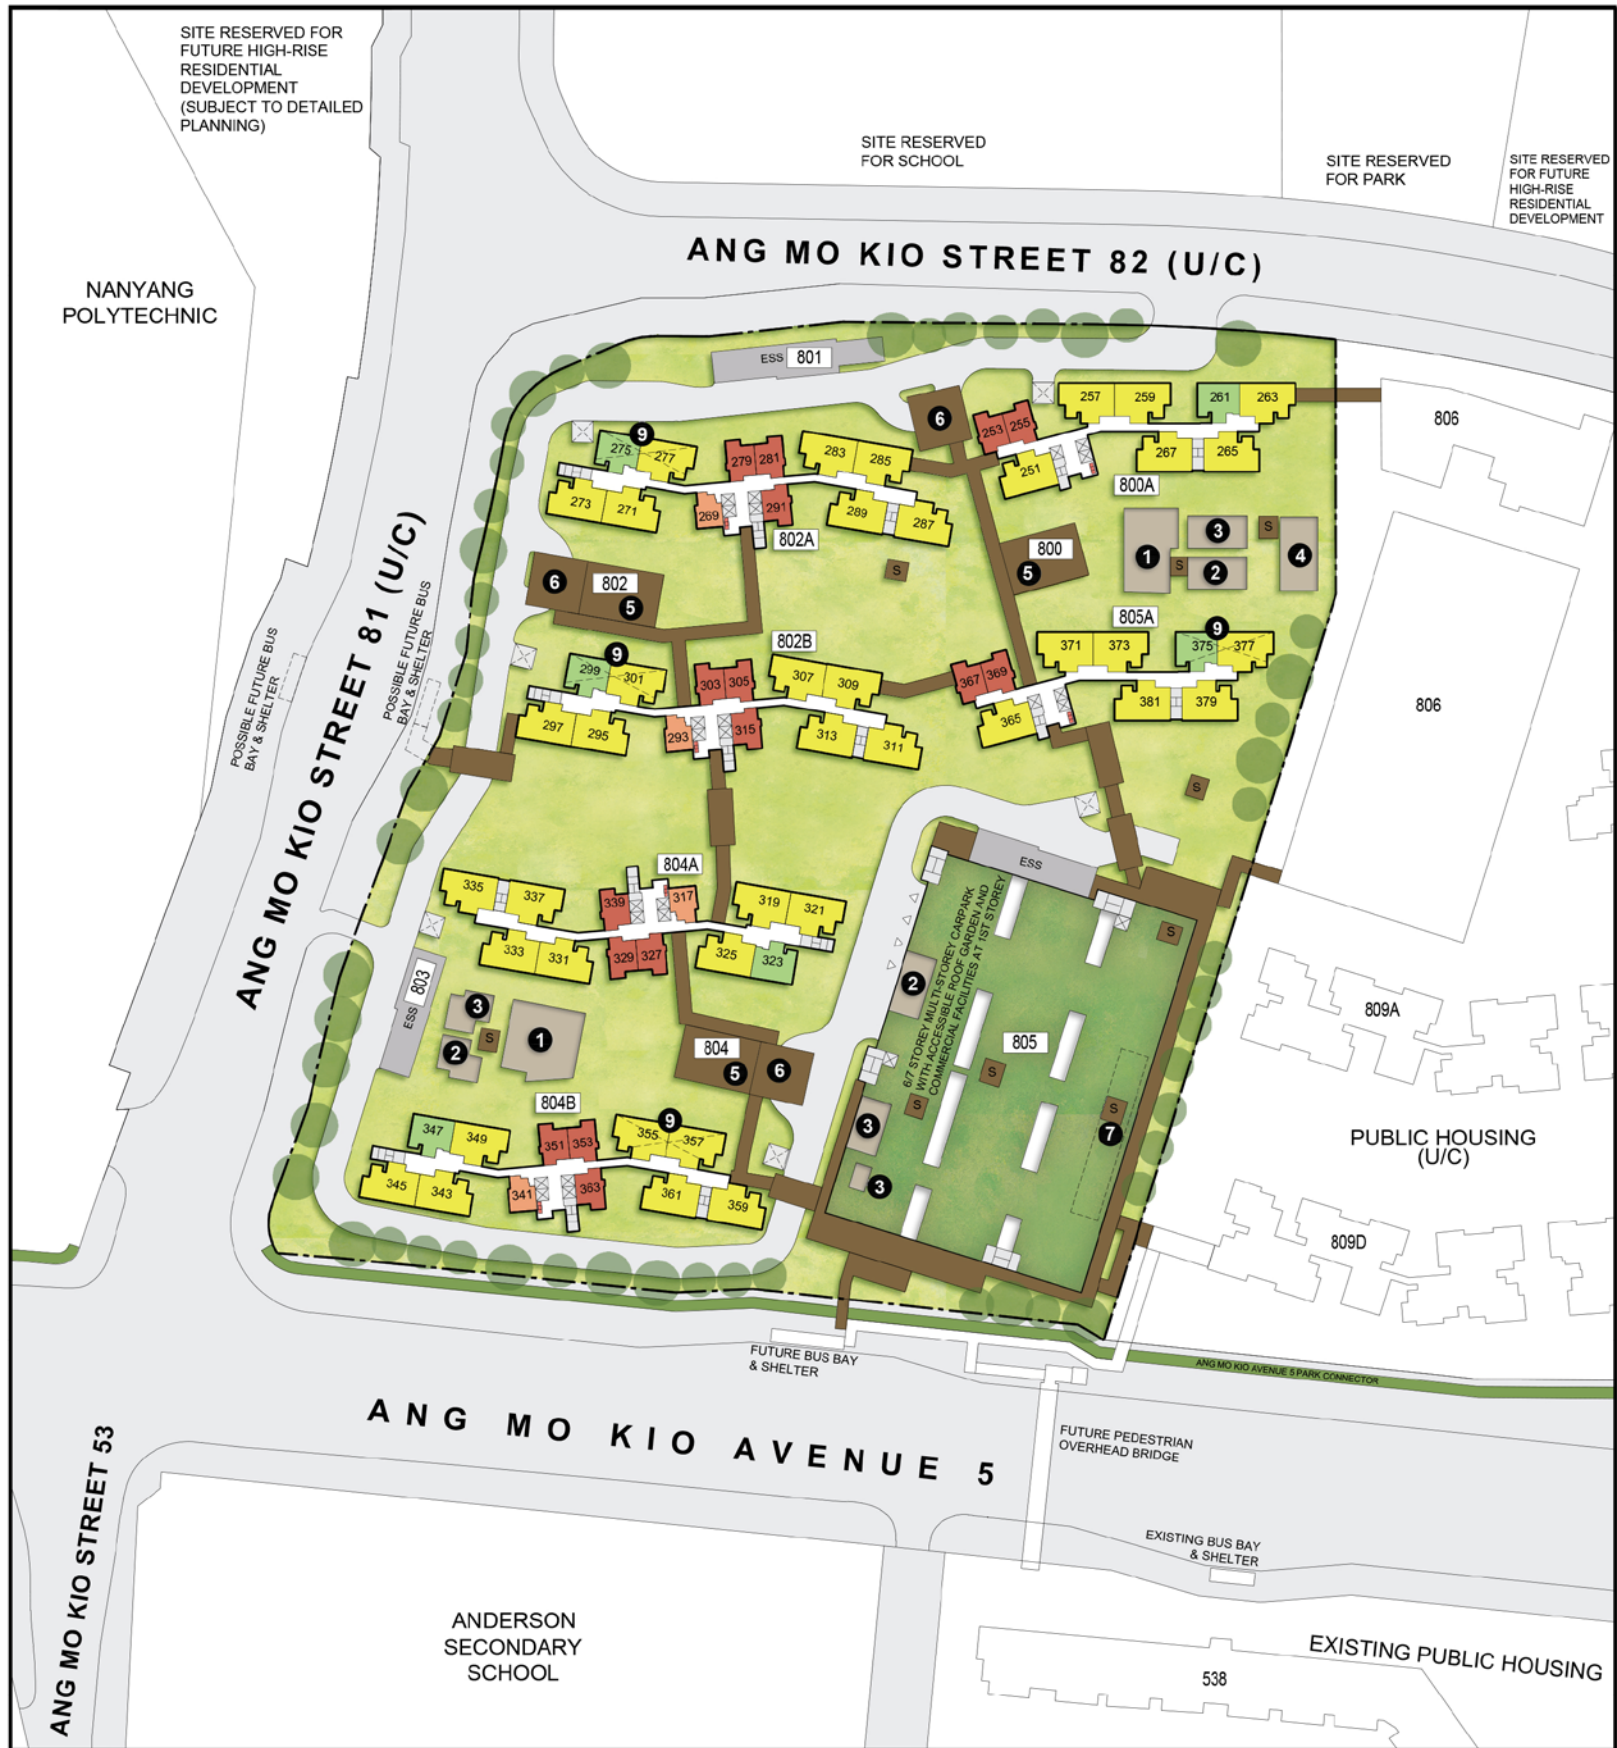 SITE RESERVED FOR
FUTURE HIGH-RISE
RESIDENTIAL
DEVELOPMENT
(SUBJECT TO DETAILED
PLANNING)
SITE RESERVED
FOR SCHOOL
SITE RESERVED
FOR PARK
SITE RESERVED
FOR FUTURE
HIGH-RISE
RESIDENTIAL
DEVELOPMENT
ANG MO KIO STREET 82 (U/C)
NANYANG
POLYTECHNIC
ESS 801
6
253 255
257 259
261 263
251
267 265
800A
806
9
275 277
279 281
283 285
273 271
269
291
289 287
802A
S
800
5
1
3
2
S
S
4
6
802
5
ANG MO KIO STREET 81 (U/C)
POSSIBLE FUTURE BUS
BAY & SHELTER
POSSIBLE FUTURE BUS
BAY & SHELTER
802B
805A
9
299 301
303 305
307 309
297 295
293
315
313 311
367 369
371 373
9
375 377
365
381 379
806
S
804A
335 337
339
317
319 321
333 331
329 327
325 323
ESS
803
3
2
S
1
804
5
6
ESS
6/7 STOREY MULTI-STOREY CARPARK
WITH ACCESSIBLE ROOF GARDEN AND
COMMERCIAL FACILITIES AT 1ST STOREY
S
2
805
S
S
S
3
7
3
809A
804B
347 349
351 353
9
355 357
345 343
341
363
361 359
PUBLIC HOUSING
(U/C)
809D
FUTURE BUS BAY
& SHELTER
ANG MO KIO AVENUE 5 PARK CONNECTOR
ANG MO KIO AVENUE 5
FUTURE PEDESTRIAN
OVERHEAD BRIDGE
ANG MO KIO STREET 53
EXISTING BUS BAY
& SHELTER
ANDERSON
SECONDARY
SCHOOL
EXISTING PUBLIC HOUSING
538